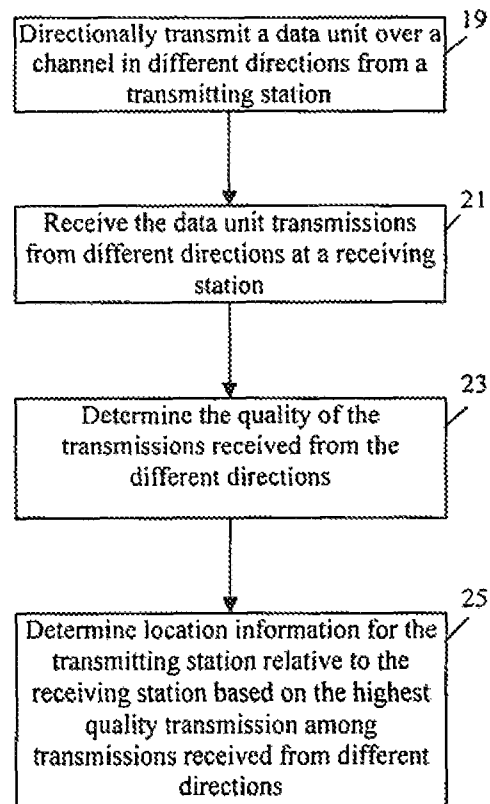 19
Directionally transmit a data unit over a
channel in different directions from a
transmitting station
21
Receive the data unit transmissions
from different directions at a receiving
station
23
Determine the quality of the
transmissions received from the
different directions
25
Determine location information for the
transmitting station relative to the
receiving station based on the highest
quality transmission among
transmissions received from different
directions